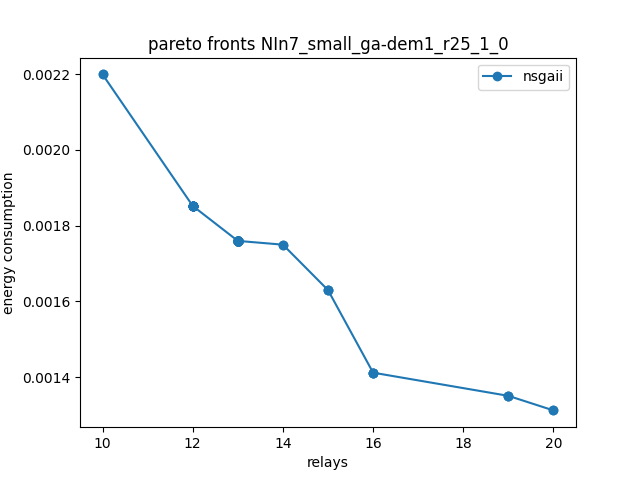 pareto fronts NIn7_small_ga-dem1_r25_1_0
nsgaii
energy consumption
0.0022
0.0020
0.0018
0.0016
0.0014
10 12 14 16 18 20
relays